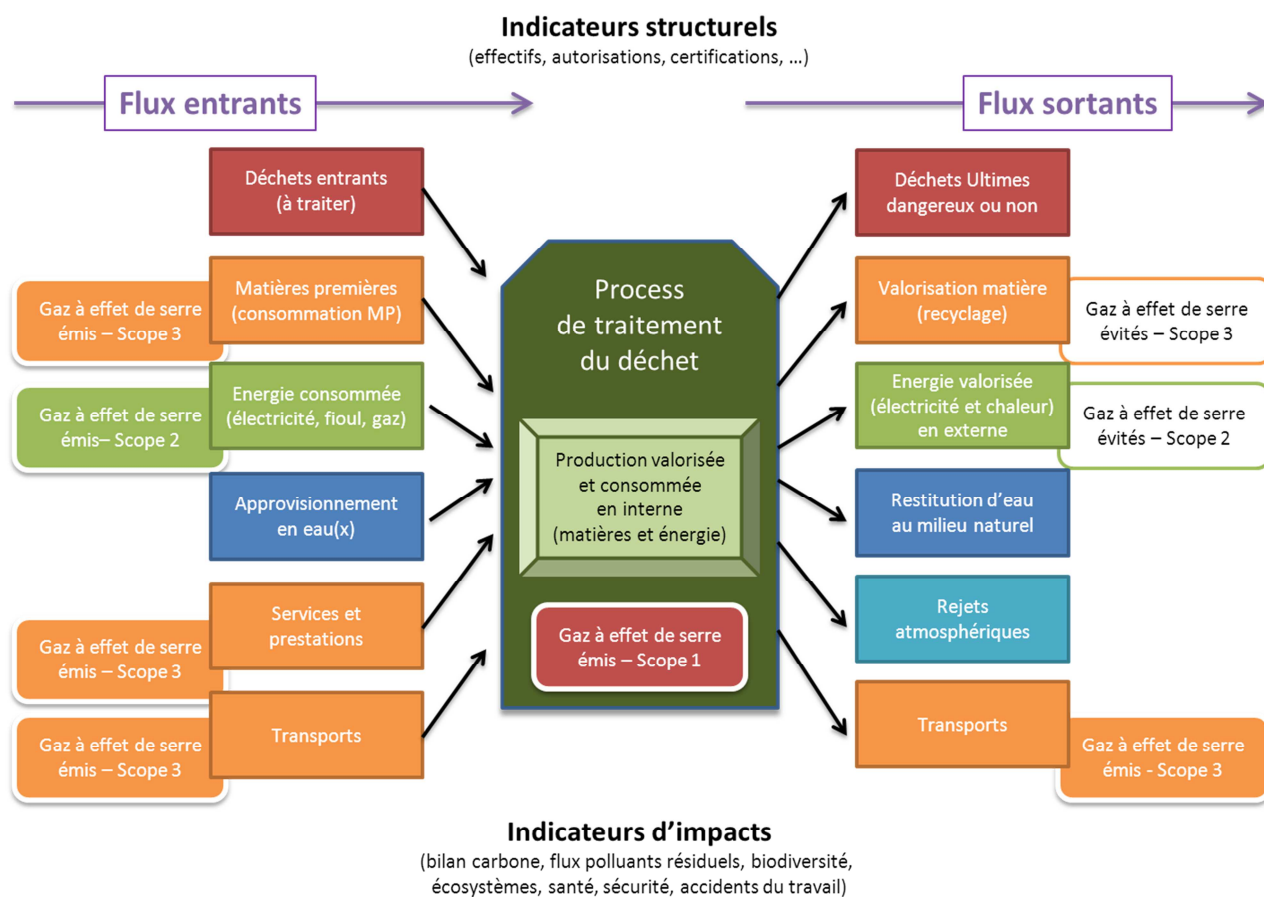 Indicateurs structurels
(effectifs, autorisations, certifications, ...)
Flux entrants
Flux sortants
Déchets entrants
(à traiter)
Gaz à effet de serre
émis – Scope 3
Matières premières
(consommation MP)
Gaz à effet de serre
émis– Scope 2
Energie consommée
(électricité, fioul, gaz)
Approvisionnement
en eau(x)
Gaz à effet de serre
émis – Scope 3
Services et
prestations
Gaz à effet de serre
émis – Scope 3
Transports
Process
de traitement
du déchet
Production valorisée
et consommée
en interne
(matières et énergie)
Gaz à effet de serre
émis – Scope 1
Déchets Ultimes
dangereux ou non
Valorisation matière
(recyclage)
Gaz à effet de serre
évités – Scope 3
Energie valorisée
(électricité et chaleur)
en externe
Gaz à effet de serre
évités – Scope 2
Restitution d’eau
au milieu naturel
Rejets
atmosphériques
Transports
Gaz à effet de serre
émis - Scope 3
Indicateurs d’impacts
(bilan carbone, flux polluants résiduels, biodiversité,
écosystèmes, santé, sécurité, accidents du travail)